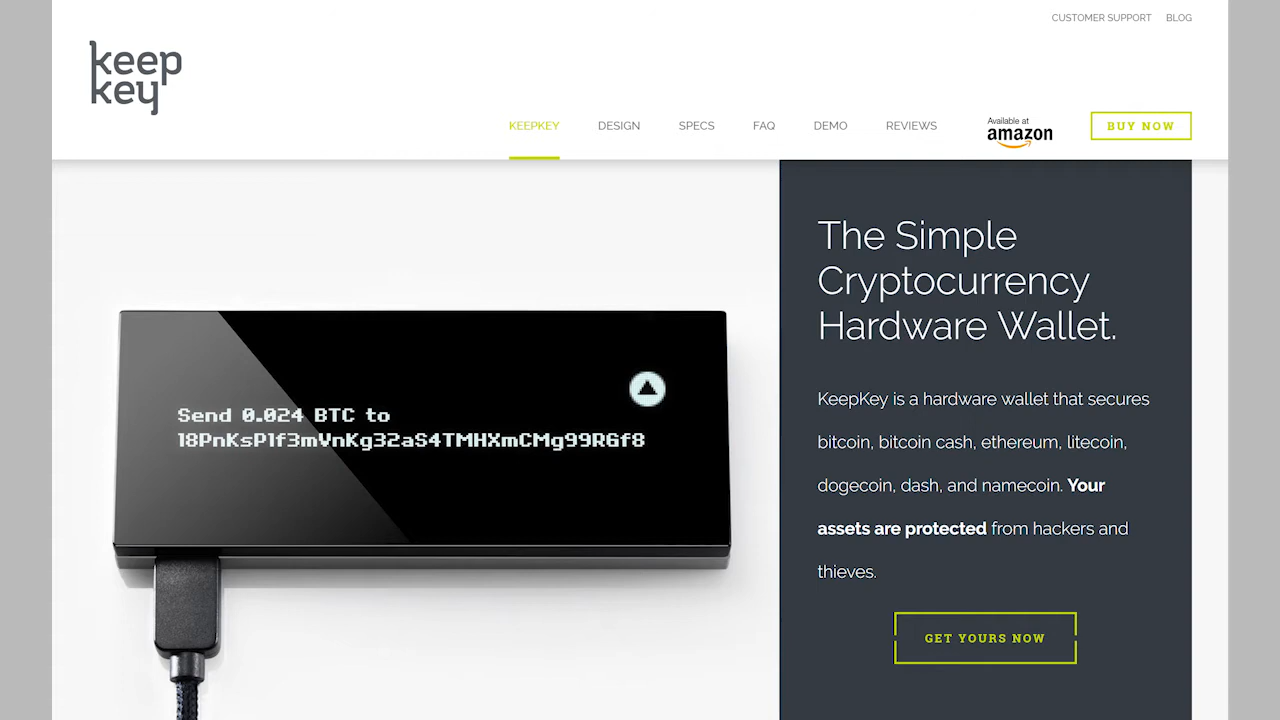 CUSTOMER SUPPORT BLOG
keep
key
KEEPKEY DESIGN SPECS FAQ DEMO REVIEWS
Available at
amazon
BUY NOW
Send 0.024 BTC to
18PnKsP1f3mVnKg32aS4TMHXmCMg99R6f8
The Simple
Cryptocurrency
Hardware Wallet.
KeepKey is a hardware wallet that secures
bitcoin, bitcoin cash, ethereum, litecoin,
dogecoin, dash, and namecoin. Your
assets are protected from hackers and
thieves.
GET YOURS NOW